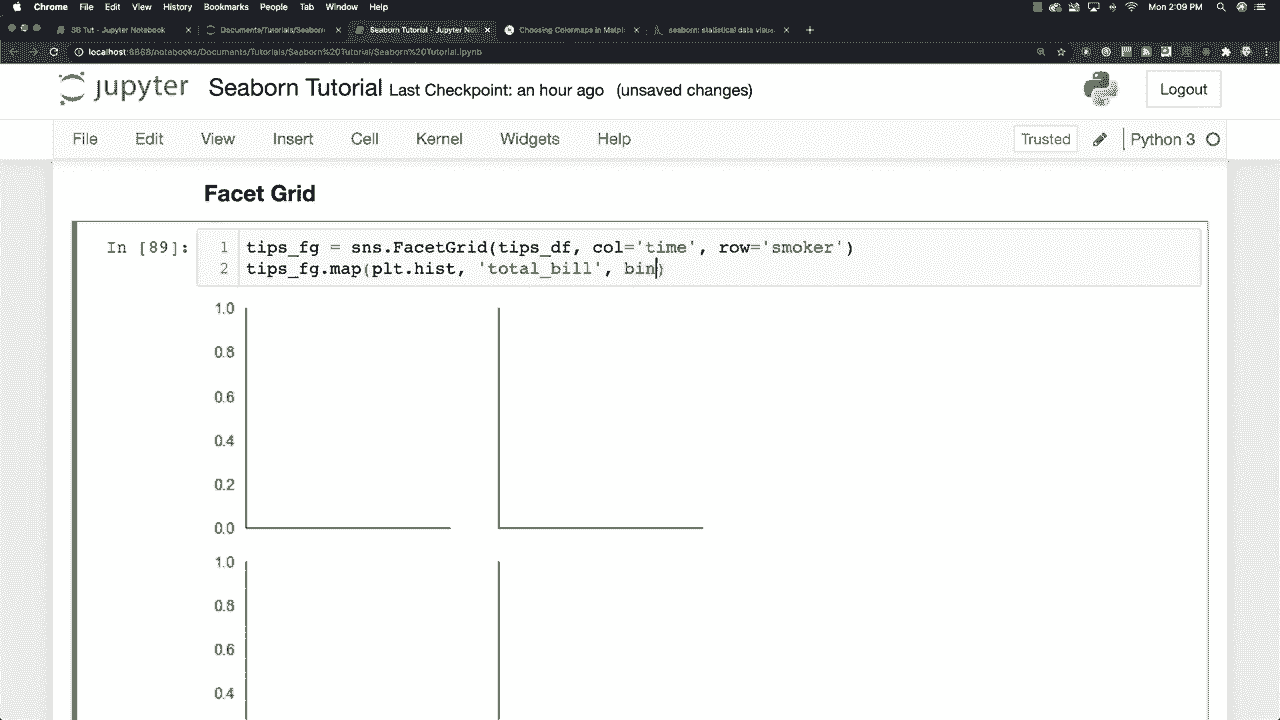 Chrome File Edit View History Bookmarks People Tab Window Help
Mon 2:09 PM
SB Tut - Jupyter Notebook
Documents/Tutorials/Seaborn
Seaborn Tutorial - Jupyter Not
Choosing Colormaps in Matpl
seaborn: statistical data visua
localhost:8888/notebooks/Documents/Tutorials/Seaborn%20Tutorial/Seaborn%20Tutorial.ipynb
jupyter Seaborn Tutorial Last Checkpoint: an hour ago (unsaved changes)
Logout
File Edit View Insert Cell Kernel Widgets Help
Trusted
Python 3
Facet Grid
In [89]:
1 tips_fg = sns.FacetGrid(tips_df, col='time', row='smoker')
2 tips_fg.map(plt.hist, 'total_bill', bin)
1.0
0.8
0.6
0.4
0.2
0.0
1.0
0.8
0.6
0.4